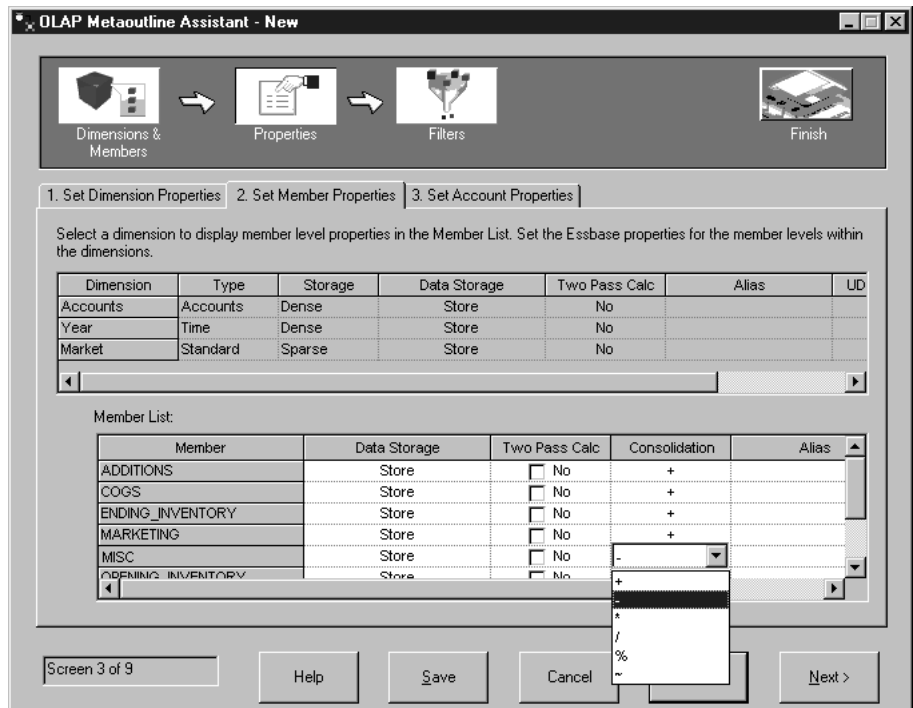 OLAP Metaoutline Assistant - New
Dimensions & Members
Properties
Filters
Finish
1. Set Dimension Properties 2. Set Member Properties 3. Set Account Properties
Select a dimension to display member level properties in the Member List. Set the Essbase properties for the member levels within
the dimensions.
Dimension Type Storage Data Storage Two Pass Calc Alias UD
Accounts Accounts Dense Store No
Year Time Dense Store No
Market Standard Sparse Store No
Member List:
Member Data Storage Two Pass Calc Consolidation Alias
ADDITIONS Store No +
COGS Store No +
ENDING_INVENTORY Store No +
MARKETING Store No +
MISC Store No -
OPENING_INVENTORY Store No
+
-
*
/
%
~
Screen 3 of 9 Help Save Cancel Next >